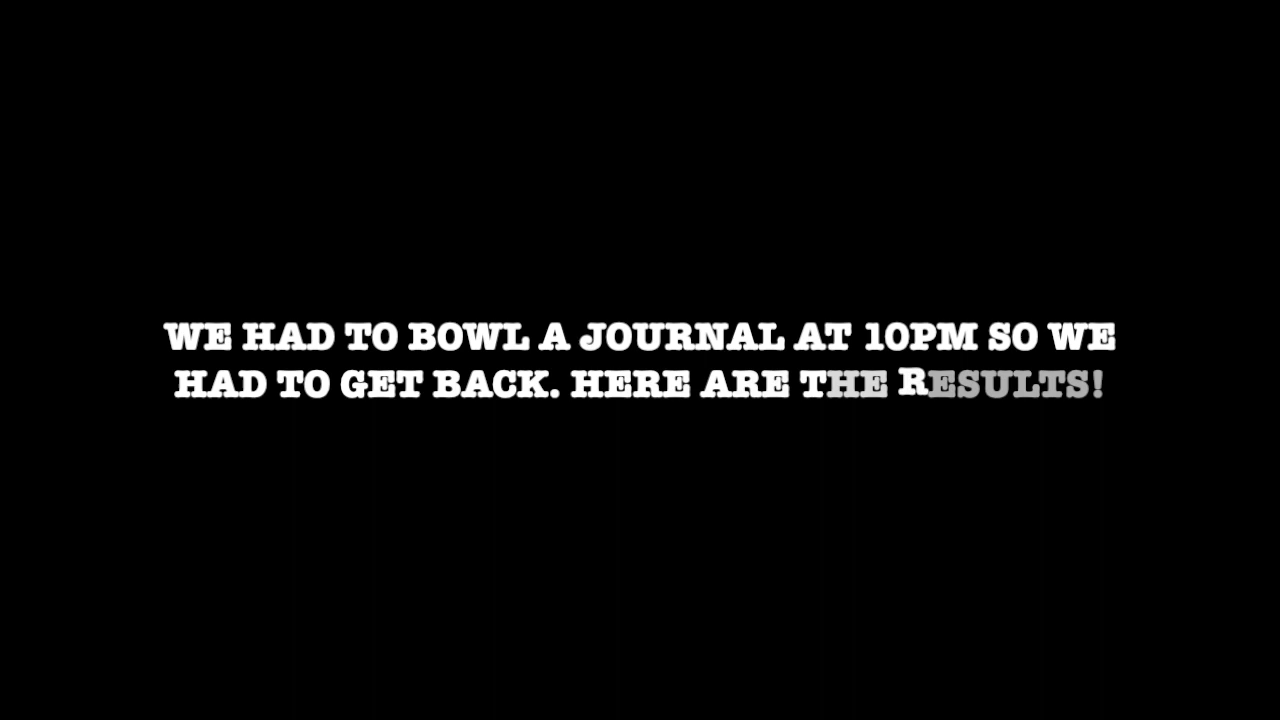 WE HAD TO BOWL A JOURNAL AT 10PM SO WE
HAD TO GET BACK. HERE ARE THE RESULTS!